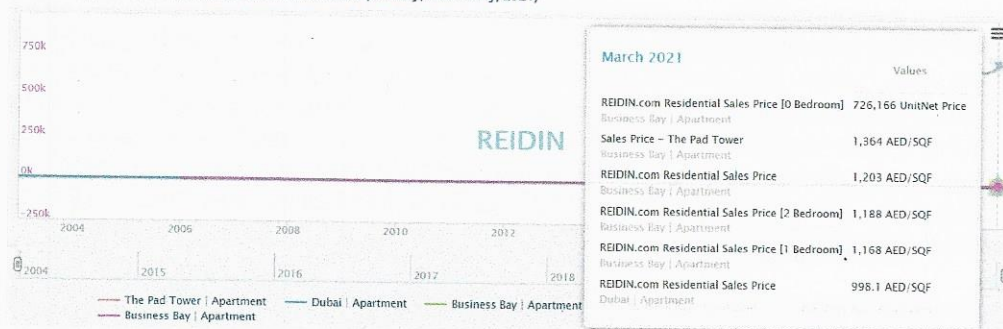 750k
500k
250k
0k
-250k
REIDIN
2004
2006
2008
2010
2012
2004
2015
2016
2017
2018
The Pad Tower | Apartment
Dubai | Apartment
Business Bay | Apartment
Business Bay | Apartment
March 2021
Values
REIDIN.com Residential Sales Price [0 Bedroom] 726,166 UnitNet Price
Business Bay | Apartment
Sales Price - The Pad Tower 1,364 AED/SQF
Business Bay | Apartment
REIDIN.com Residential Sales Price 1,203 AED/SQF
Business Bay | Apartment
REIDIN.com Residential Sales Price [2 Bedroom] 1,188 AED/SQF
Business Bay | Apartment
REIDIN.com Residential Sales Price [1 Bedroom] 1,168 AED/SQF
Business Bay | Apartment
REIDIN.com Residential Sales Price 998.1 AED/SQF
Dubai | Apartment